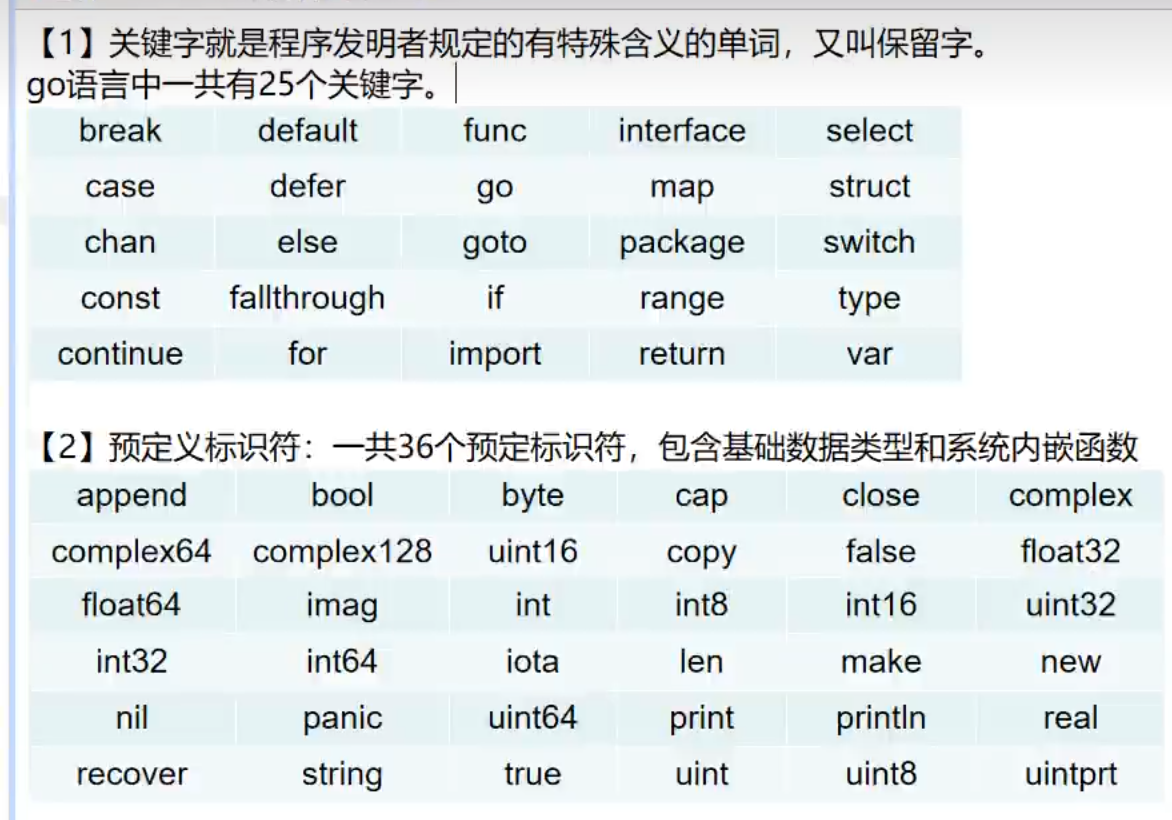 【1】关键字就是程序发明者规定的有特殊含义的单词，又叫保留字。
go语言中一共有25个关键字。
break default func interface select
case defer go map struct
chan else goto package switch
const fallthrough if range type
continue for import return var
【2】预定义标识符：一共36个预定标识符，包含基础数据类型和系统内嵌函数
append bool byte cap close complex
complex64 complex128 uint16 copy false float32
float64 imag int int8 int16 uint32
int32 int64 iota len make new
nil panic uint64 print println real
recover string true uint uint8 uintprt